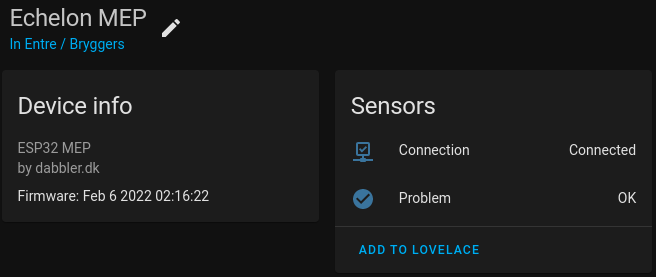 Echelon MEP
In Entre / Bryggers
Device info
ESP32 MEP
by dabbler.dk
Firmware: Feb 6 2022 02:16:22
Sensors
Connection Connected
Problem OK
ADD TO LOVELACE